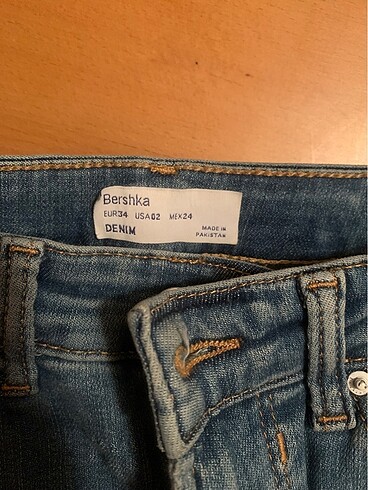 Bershka
EUR34 USA02 MEX24
DENIM
MADE IN
PAKISTAN